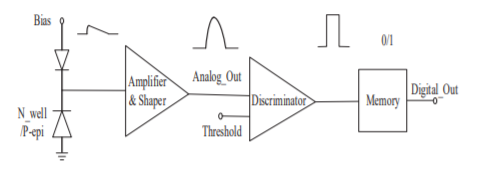 Bias
Amplifier
& Shaper
Analog_Out
Discriminator
0/1
Memory
Digital_Out
N_well
/P-epi
Threshold